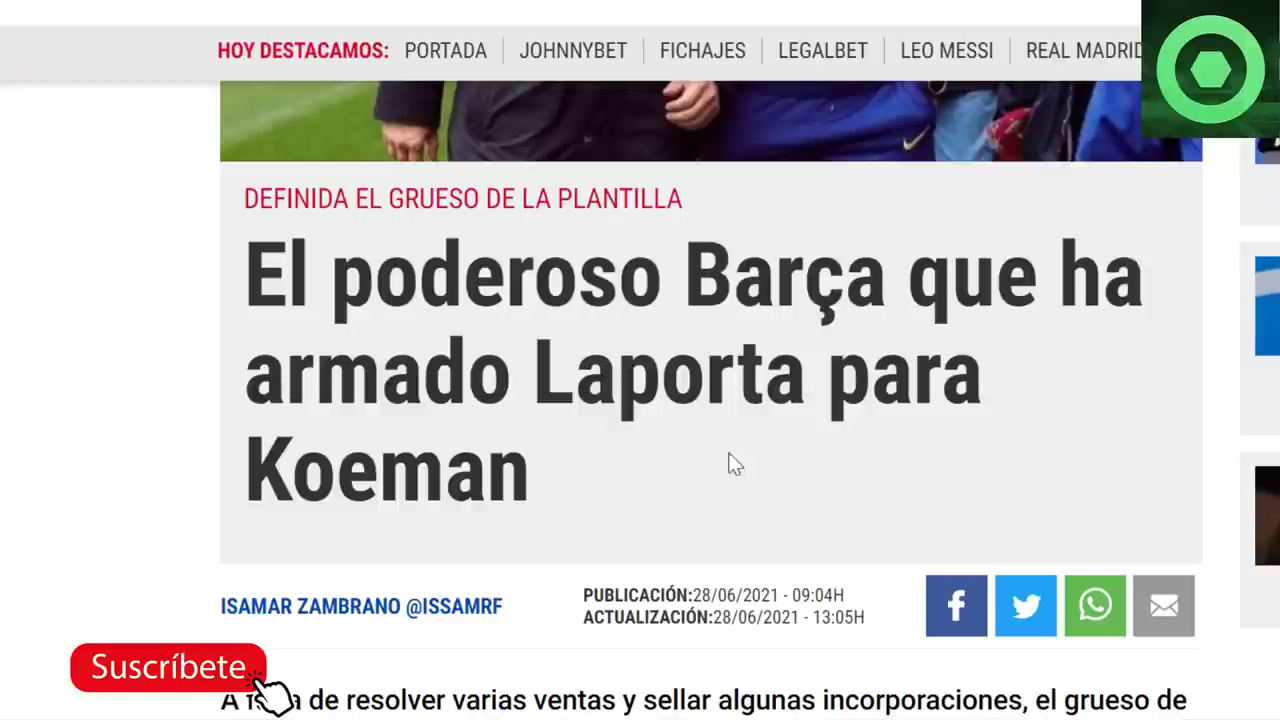 HOY DESTACAMOS: PORTADA JOHNNYBET FICHAJES LEGALBET LEO MESSI REAL MADRID
DEFINIDA EL GRUESO DE LA PLANTILLA
El poderoso Barça que ha
armado Laporta para
Koeman
ISAMAR ZAMBRANO @ISSAMRF
PUBLICACIÓN:28/06/2021 - 09:04H
ACTUALIZACIÓN:28/06/2021 - 13:05H
Suscríbete
A de resolver varias ventas y sellar algunas incorporaciones, el grueso de